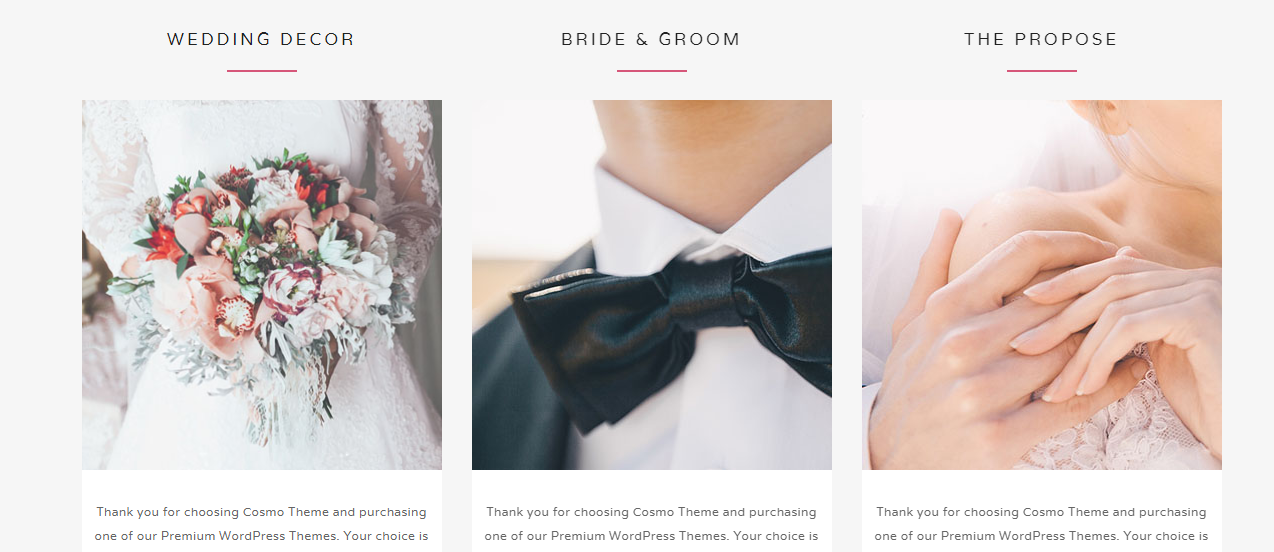 WEDDING DECOR
BRIDE & GROOM
THE PROPOSE
Thank you for choosing Cosmo Theme and purchasing
one of our Premium WordPress Themes. Your choice is
Thank you for choosing Cosmo Theme and purchasing
one of our Premium WordPress Themes. Your choice is
Thank you for choosing Cosmo Theme and purchasing
one of our Premium WordPress Themes. Your choice is